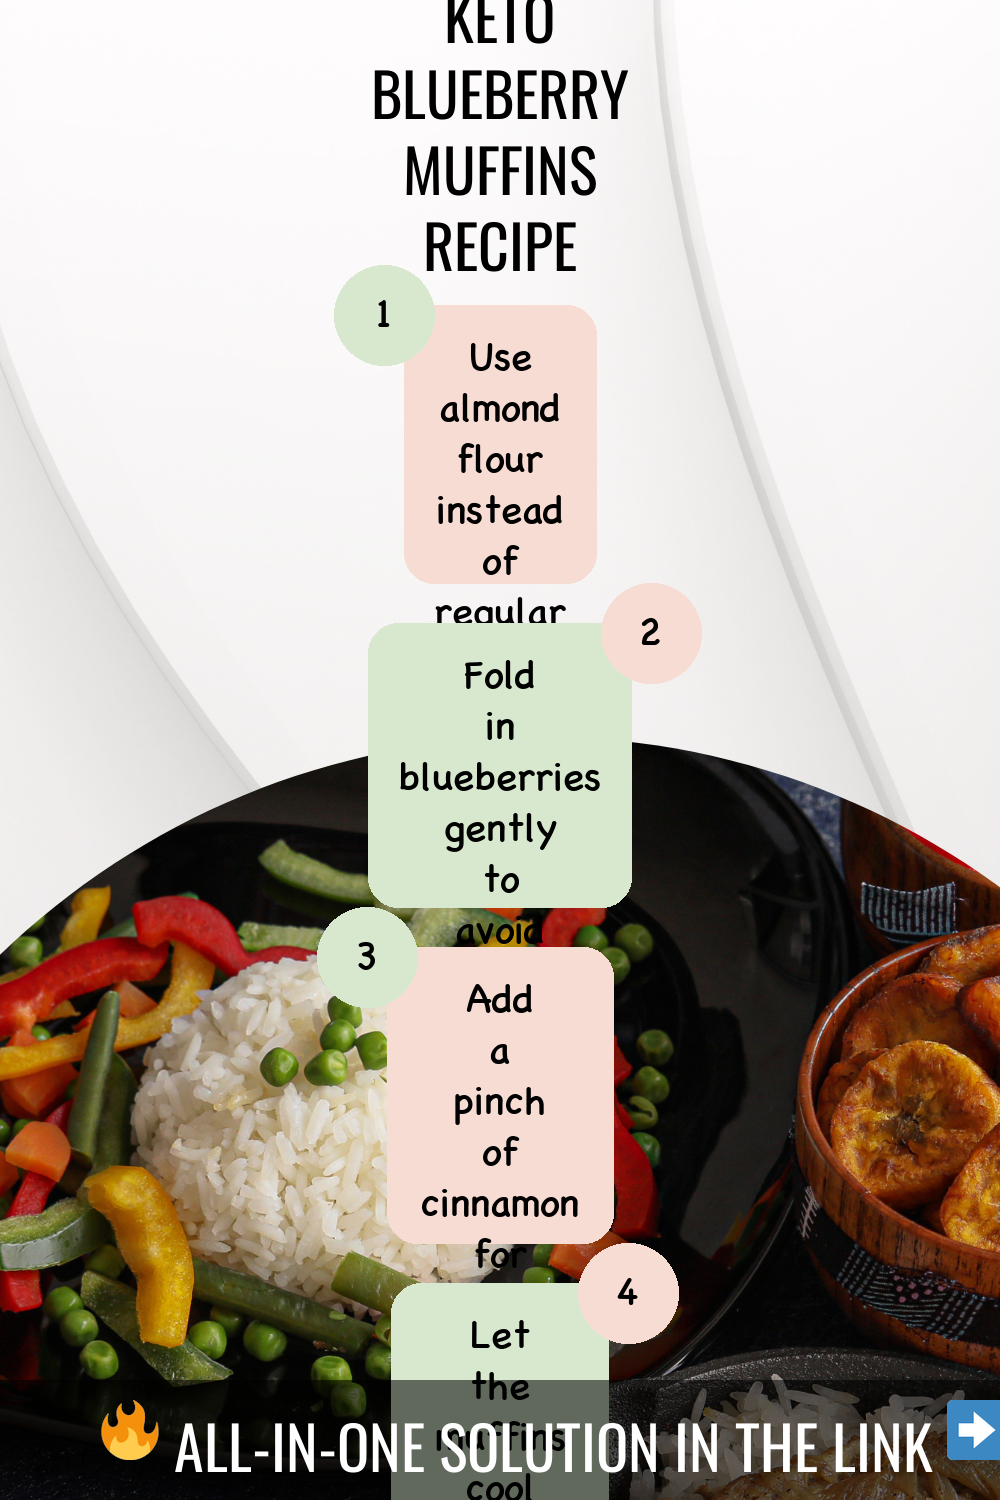 KETO
BLUEBERRY
MUFFINS
RECIPE
1
Use
almond
flour
instead
of
regular
2
Fold
in
blueberries
gently
to
avoid
3
Add
a
pinch
of
cinnamon
for
4
Let
the
muffins
cool
🔥 ALL-IN-ONE SOLUTION IN THE LINK ➡